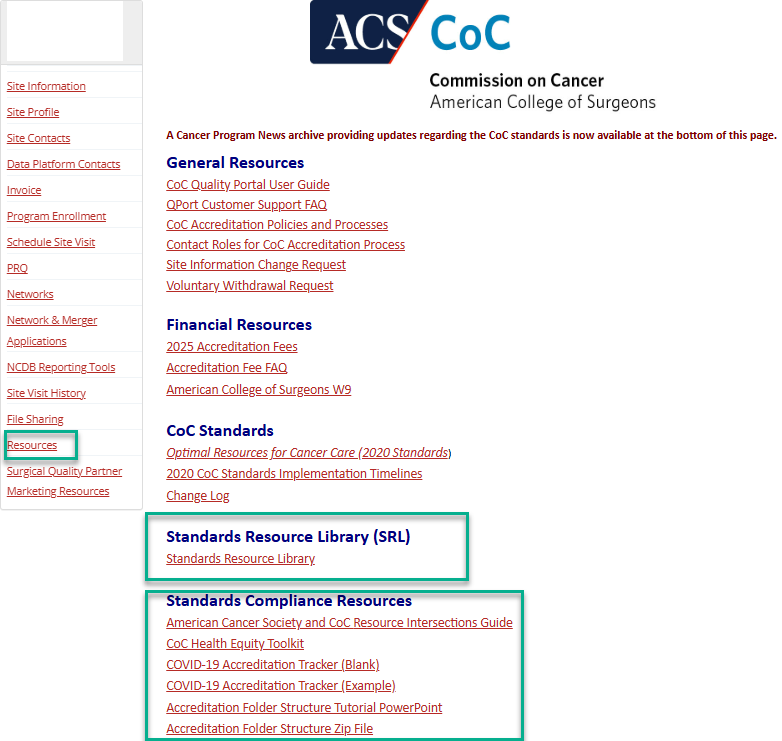 Site Information
Site Profile
Site Contacts
Data Platform Contacts
Invoice
Program Enrollment
Schedule Site Visit
PRQ
Networks
Network & Merger
Applications
NCDB Reporting Tools
Site Visit History
File Sharing
Resources
Surgical Quality Partner
Marketing Resources
ACS CoC
Commission on Cancer
American College of Surgeons
A Cancer Program News archive providing updates regarding the CoC standards is now available at the bottom of this page.
General Resources
CoC Quality Portal User Guide
QPort Customer Support FAQ
CoC Accreditation Policies and Processes
Contact Roles for CoC Accreditation Process
Site Information Change Request
Voluntary Withdrawal Request
Financial Resources
2025 Accreditation Fees
Accreditation Fee FAQ
American College of Surgeons W9
CoC Standards
Optimal Resources for Cancer Care (2020 Standards)
2020 CoC Standards Implementation Timelines
Change Log
Standards Resource Library (SRL)
Standards Resource Library
Standards Compliance Resources
American Cancer Society and CoC Resource Intersections Guide
CoC Health Equity Toolkit
COVID-19 Accreditation Tracker (Blank)
COVID-19 Accreditation Tracker (Example)
Accreditation Folder Structure Tutorial PowerPoint
Accreditation Folder Structure Zip File